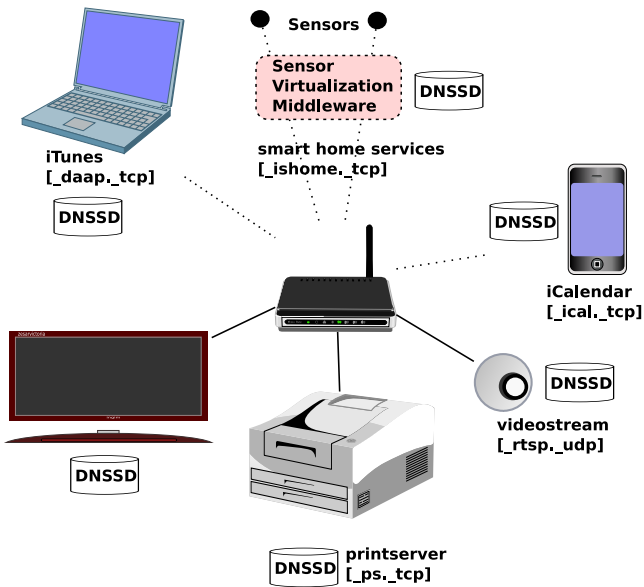 Sensors
Sensor
Virtualization
Middleware
DNSSD
smart home services
[_ishome._tcp]
iTunes
[_daap._tcp]
DNSSD
DNSSD
iCalendar
[_ical._tcp]
DNSSD
videostream
[_rtsp._udp]
DNSSD
printserver
[_ps._tcp]
DNSSD